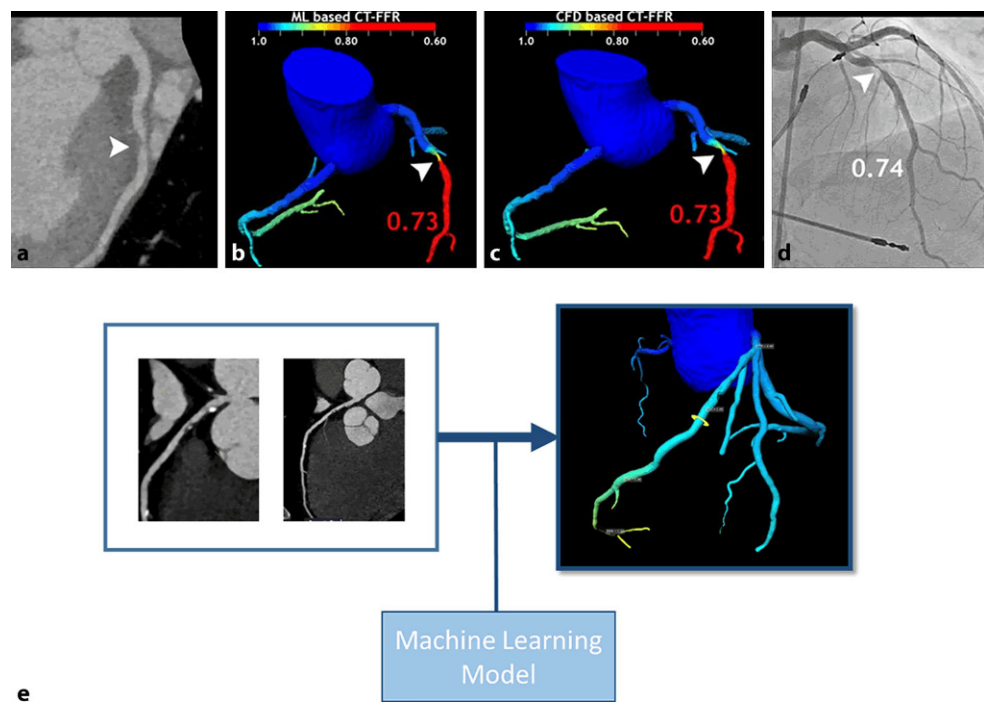 ML based CT-FFR
1.0 0.80 0.60
0.73
CFD based CT-FFR
1.0 0.80 0.60
0.73
0.74
a
b
c
d
Machine Learning
Model
e